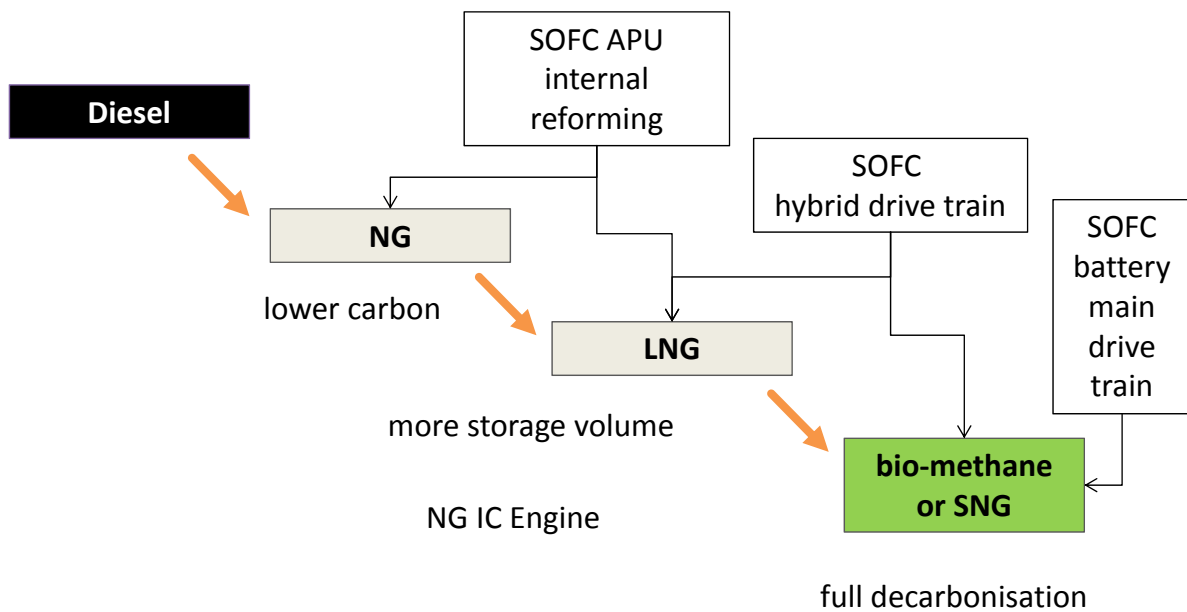 SOFC APU
internal
reforming
Diesel
SOFC
hybrid drive train
SOFC
battery
main
drive
train
NG
lower carbon
LNG
more storage volume
bio-methane
or SNG
NG IC Engine
full decarbonisation